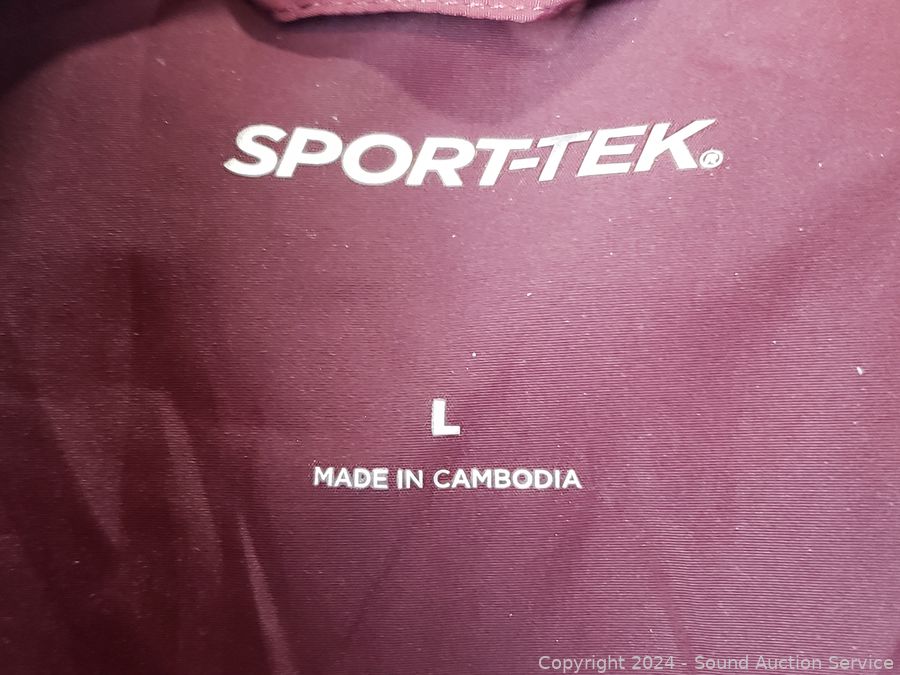 SPORT-TEK®
L
MADE IN CAMBODIA
Copyright 2024 - Sound Auction Service